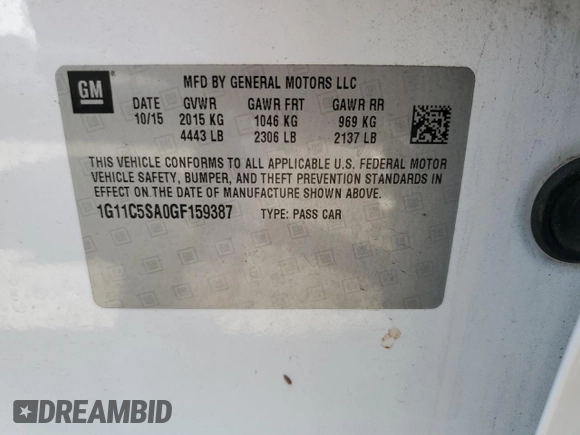 GM
MFD BY GENERAL MOTORS LLC
DATE GVWR GAWR FRT GAWR RR
10/15 2015 KG 1046 KG 969 KG
4443 LB 2306 LB 2137 LB
THIS VEHICLE CONFORMS TO ALL APPLICABLE U.S. FEDERAL MOTOR
VEHICLE SAFETY, BUMPER, AND THEFT PREVENTION STANDARDS IN
EFFECT ON THE DATE OF MANUFACTURE SHOWN ABOVE.
1G11C5SA0GF159387 TYPE: PASS CAR
DREAMBID